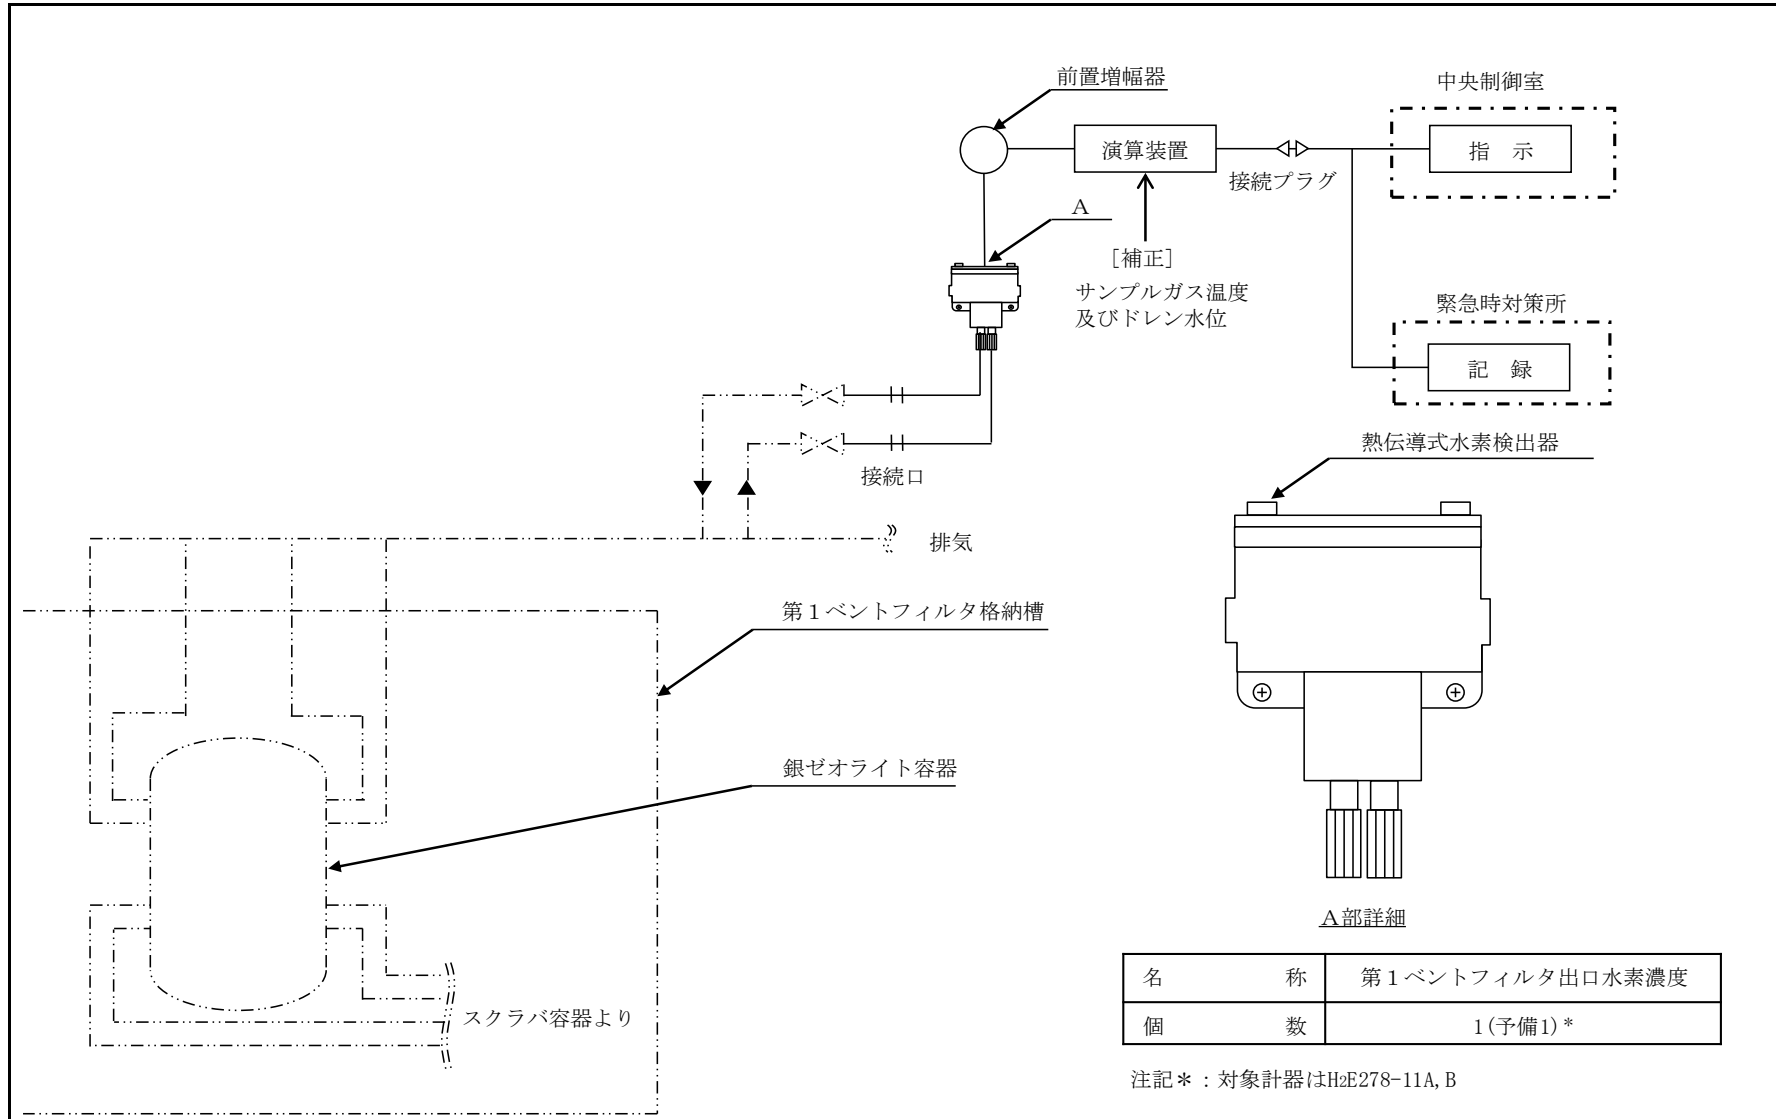 前置増幅器
中央制御室
演算装置
指 示
接続プラグ
A
[補正]
サンプルガス温度
及びドレン水位
緊急時対策所
記 録
熱伝導式水素検出器
接続口
排気
第1ベントフィルタ格納槽
銀ゼオライト容器
A部詳細
名 称 第1ベントフィルタ出口水素濃度
個 数 1(予備1)*
スクラバ容器より
注記*:対象計器はH2E278-11A,B